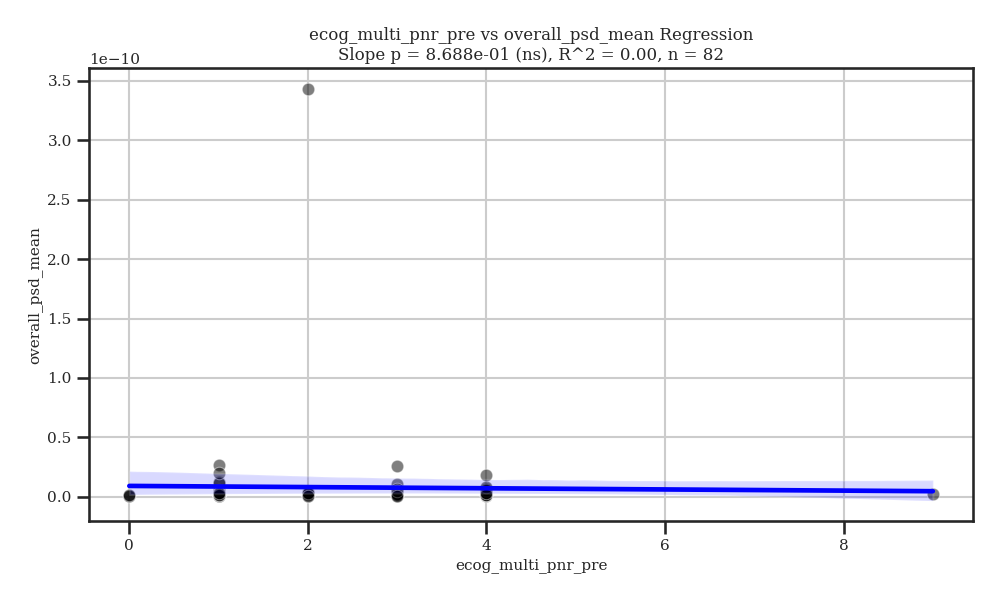 ecog_multi_pnr_pre vs overall_psd_mean Regression
Slope p = 8.688e-01 (ns), R^2 = 0.00, n = 82
1e−10
3.5
3.0
2.5
2.0
1.5
1.0
0.5
0.0
overall_psd_mean
0 2 4 6 8
ecog_multi_pnr_pre